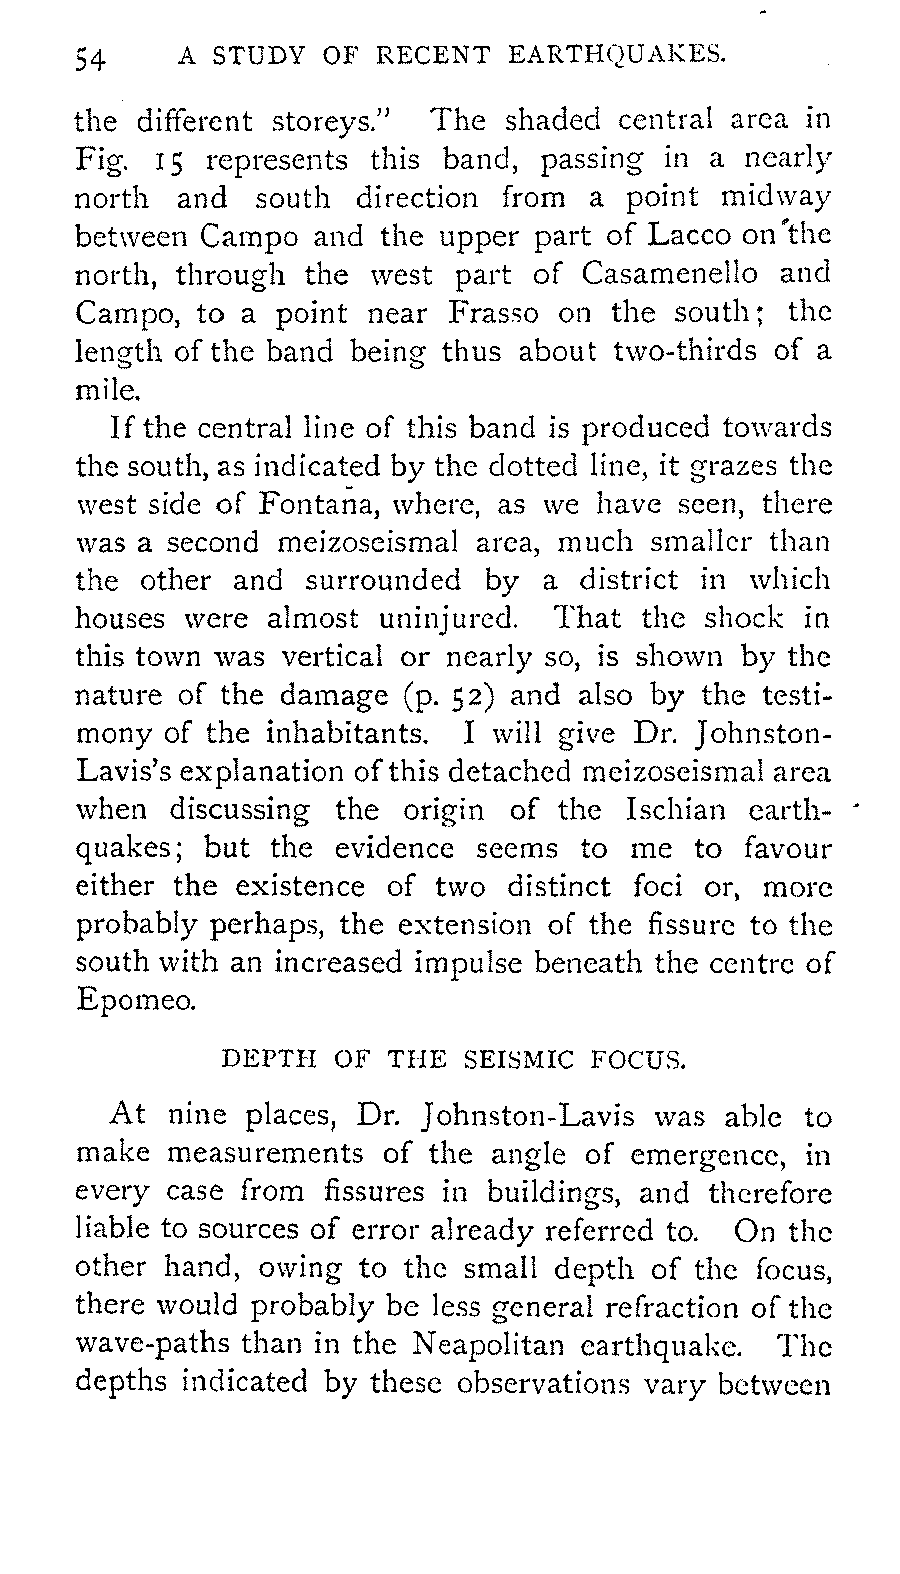 54 A STUDY OF RECENT EARTHQUAKES.
the different storeys." The shaded central area in
Fig. 15 represents this band, passing in a nearly
north and south direction from a point midway
between Campo and the upper part of Lacco on the
north, through the west part of Casamenello and
Campo, to a point near Frasso on the south; the
length of the band being thus about two-thirds of a
mile.
If the central line of this band is produced towards
the south, as indicated by the dotted line, it grazes the
west side of Fontana, where, as we have seen, there
was a second meizoseismal area, much smaller than
the other and surrounded by a district in which
houses were almost uninjured. That the shock in
this town was vertical or nearly so, is shown by the
nature of the damage (p. 52) and also by the testi-
mony of the inhabitants. I will give Dr. Johnston-
Lavis's explanation of this detached meizoseismal area
when discussing the origin of the Ischian earth-
quakes; but the evidence seems to me to favour
either the existence of two distinct foci or, more
probably perhaps, the extension of the fissure to the
south with an increased impulse beneath the centre of
Epomeo.
DEPTH OF THE SEISMIC FOCUS.
At nine places, Dr. Johnston-Lavis was able to
make measurements of the angle of emergence, in
every case from fissures in buildings, and therefore
liable to sources of error already referred to. On the
other hand, owing to the small depth of the focus,
there would probably be less general refraction of the
wave-paths than in the Neapolitan earthquake. The
depths indicated by these observations vary between